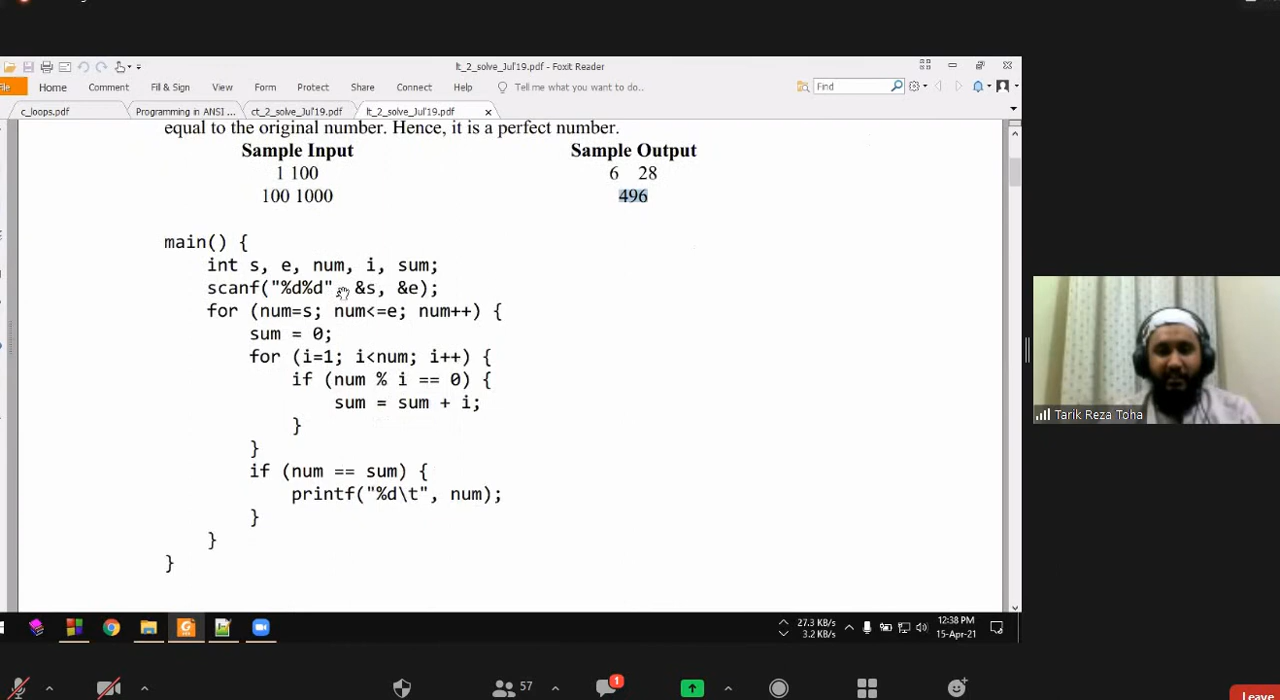 lt_2_solve_Jul'19.pdf - Foxit Reader
File Home Comment Fill & Sign View Form Protect Share Connect Help Tell me what you want to do.. Find
c_loops.pdf Programming in ANSI ... ct_2_solve_Jul'19.pdf lt_2_solve_Jul'19.pdf
equal to the original number. Hence, it is a perfect number.
Sample Input Sample Output
1 100 6 28
100 1000 496
main() {
int s, e, num, i, sum;
scanf("%d%d", &s, &e);
for (num=s; num<=e; num++) {
sum = 0;
for (i=1; i<num; i++) {
if (num % i == 0) {
sum = sum + i;
}
}
if (num == sum) {
printf("%d\t", num);
}
}
}
Tarik Reza Toha
27.3 KB/s
3.2 KB/s
12:38 PM
15-Apr-21
57
1
Leave